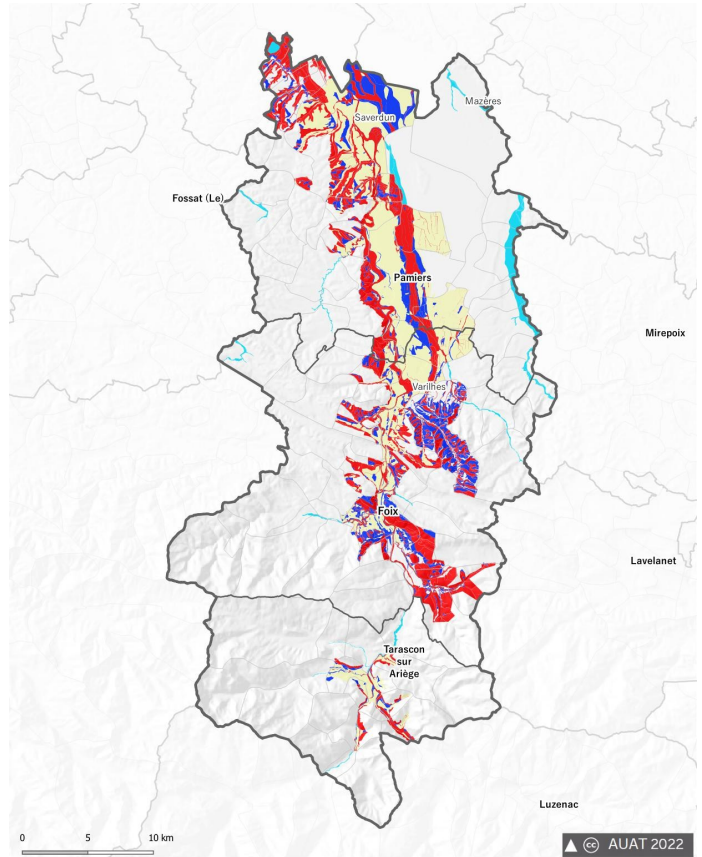 Mazères
Saverdun
Fossat (Le)
Pamiers
Mirepoix
Varilhes
Foix
Lavelanet
Tarascon
sur
Ariège
Luzenac
0 5 10 km
cc AUAT 2022